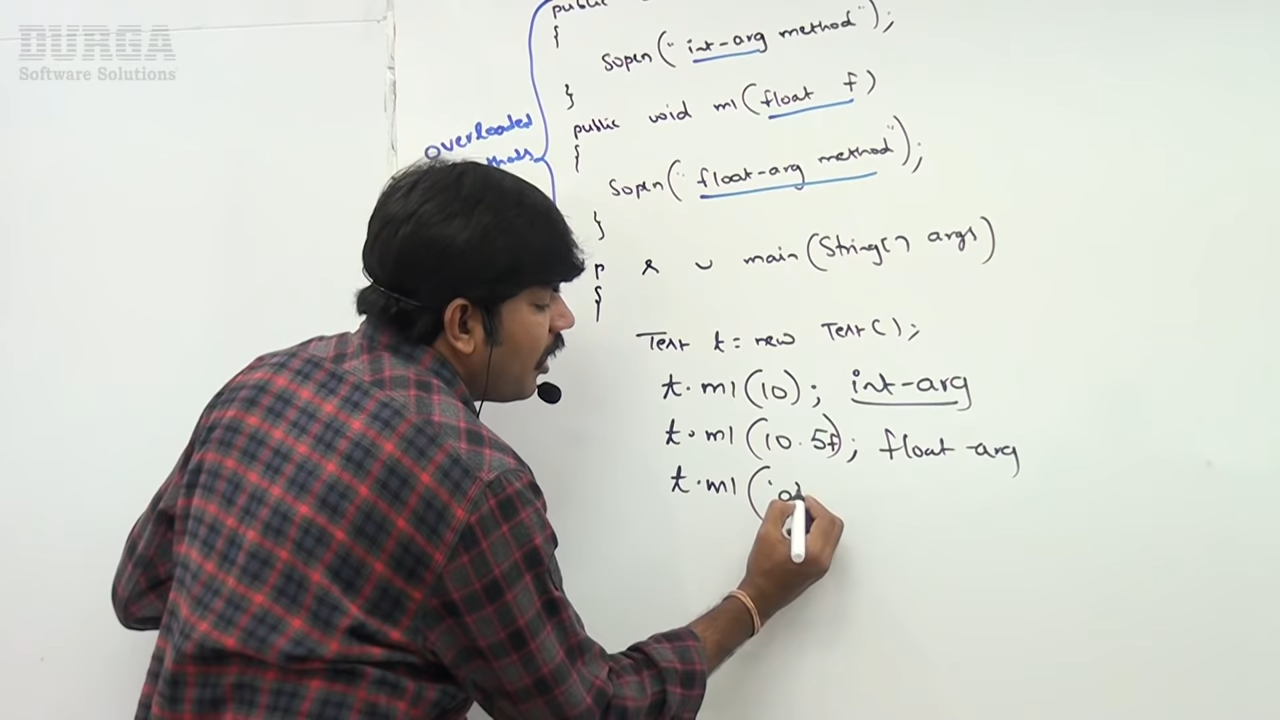 DURGA
Software Solutions
public
{
Sopln("int-arg method");
}
public void m1(float f)
overloaded
{
Sopln("float-arg method");
}
p s v main(String[] args)
{
Test t = new Test();
t.m1(10); int-arg
t.m1(10.5f); float-arg
t.m1('a